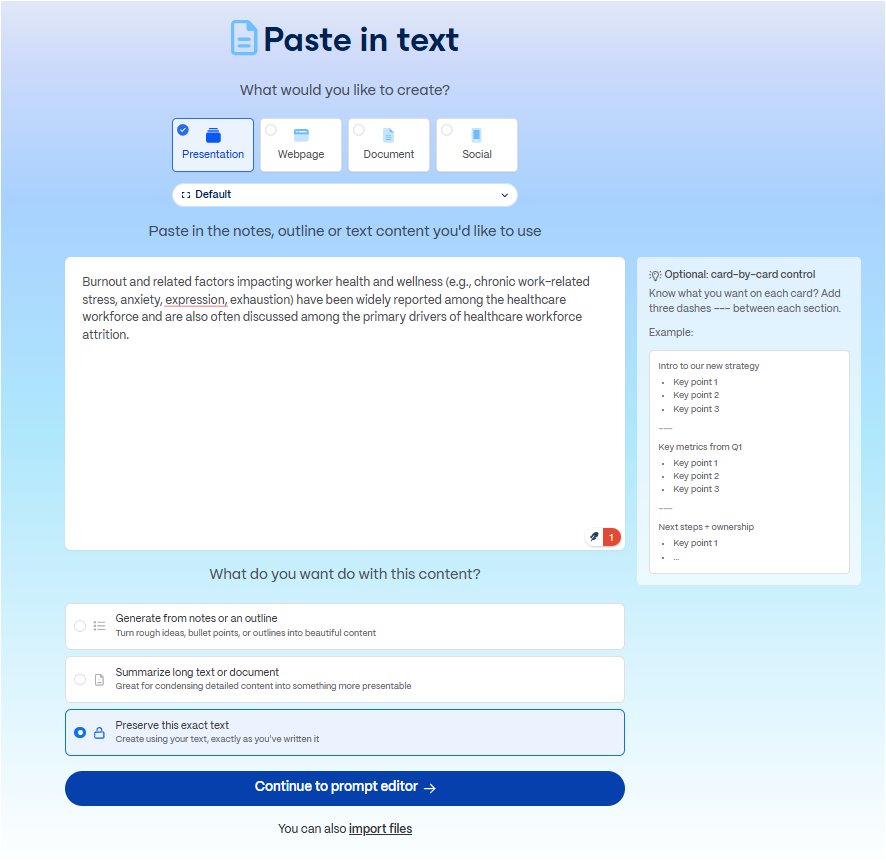 Paste in text
What would you like to create?
Presentation
Webpage
Document
Social
Default
Paste in the notes, outline or text content you'd like to use
Burnout and related factors impacting worker health and wellness (e.g., chronic work-related
stress, anxiety, expression, exhaustion) have been widely reported among the healthcare
workforce and are also often discussed among the primary drivers of healthcare workforce
attrition.
1
Optional: card-by-card control
Know what you want on each card? Add
three dashes --- between each section.
Example:
Intro to our new strategy
• Key point 1
• Key point 2
• Key point 3
---
Key metrics from Q1
• Key point 1
• Key point 2
• Key point 3
---
Next steps + ownership
• Key point 1
• ...
What do you want do with this content?
Generate from notes or an outline
Turn rough ideas, bullet points, or outlines into beautiful content
Summarize long text or document
Great for condensing detailed content into something more presentable
Preserve this exact text
Create using your text, exactly as you've written it
Continue to prompt editor →
You can also import files